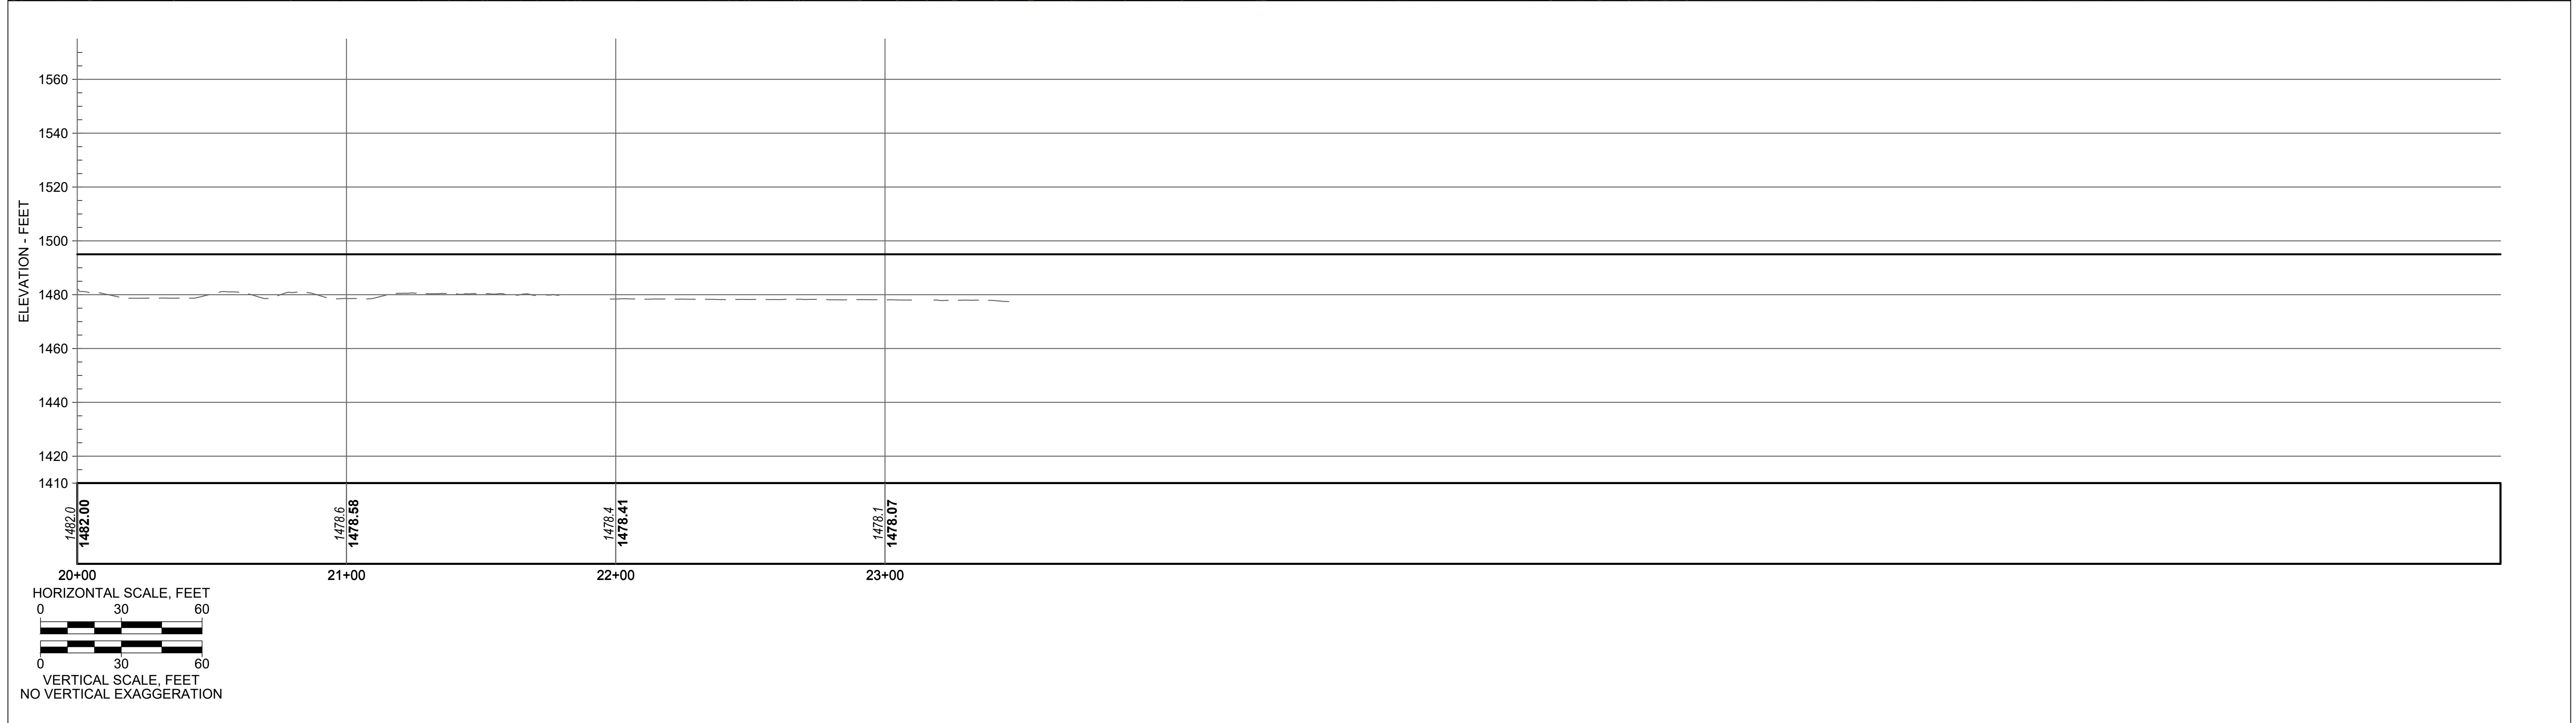 1560
1540
1520
1500
1480
1460
1440
1420
1410
ELEVATION - FEET
1482.0
1482.00
1478.6
1478.58
1478.4
1478.41
1478.1
1478.07
20+00 21+00 22+00 23+00
HORIZONTAL SCALE, FEET
0 30 60
0 30 60
VERTICAL SCALE, FEET
NO VERTICAL EXAGGERATION